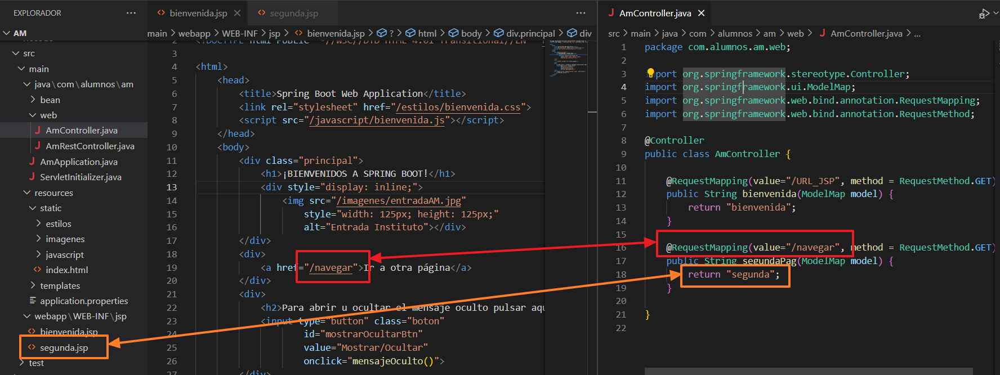 EXPLORADOR
AM
src
main
java\com\alumnos\am
bean
web
AmController.java
AmRestController.java
AmApplication.java
ServletInitializer.java
resources
static
estilos
imagenes
javascript
index.html
templates
application.properties
webapp\WEB-INF\jsp
bienvenida.jsp
segunda.jsp
test
bienvenida.jsp
segunda.jsp
main > webapp > WEB-INF > jsp > bienvenida.jsp > ? > html > body > div.principal > div
2 <!DOCTYPE html PUBLIC "-//W3C//DTD HTML 4.01 Transitional//EN"
3
4 <html>
5 <head>
6 <title>Spring Boot Web Application</title>
7 <link rel="stylesheet" href="/estilos/bienvenida.css">
8 <script src="/javascript/bienvenida.js"></script>
9 </head>
10 <body>
11 <div class="principal">
12 <h1>¡BIENVENIDOS A SPRING BOOT!</h1>
13 <div style="display: inline;">
14 <img src="/imagenes/entradaAM.jpg"
15 style="width: 125px; height: 125px;"
16 alt="Entrada Instituto"></div>
17 </div>
18 <div>
19 <a href="/navegar">Ir a otra página</a>
20 </div>
21 <div>
22 <h2>Para abrir u ocultar el mensaje oculto pulsar aqu
23 <input type="button" class="boton"
24 id="mostrarOcultarBtn"
25 value="Mostrar/Ocultar"
26 onclick="mensajeOculto()">
27 </div>
AmController.java
src > main > java > com > alumnos > am > web > AmController.java > ...
1 package com.alumnos.am.web;
2
3 import org.springframework.stereotype.Controller;
4 import org.springframework.ui.ModelMap;
5 import org.springframework.web.bind.annotation.RequestMapping;
6 import org.springframework.web.bind.annotation.RequestMethod;
7
8 @Controller
9 public class AmController {
10
11 @RequestMapping(value="/URL_JSP", method = RequestMethod.GET)
12 public String bienvenida(ModelMap model) {
13 return "bienvenida";
14 }
15
16 @RequestMapping(value="/navegar", method = RequestMethod.GET)
17 public String segundaPag(ModelMap model) {
18 return "segunda";
19 }
20
21 }
22